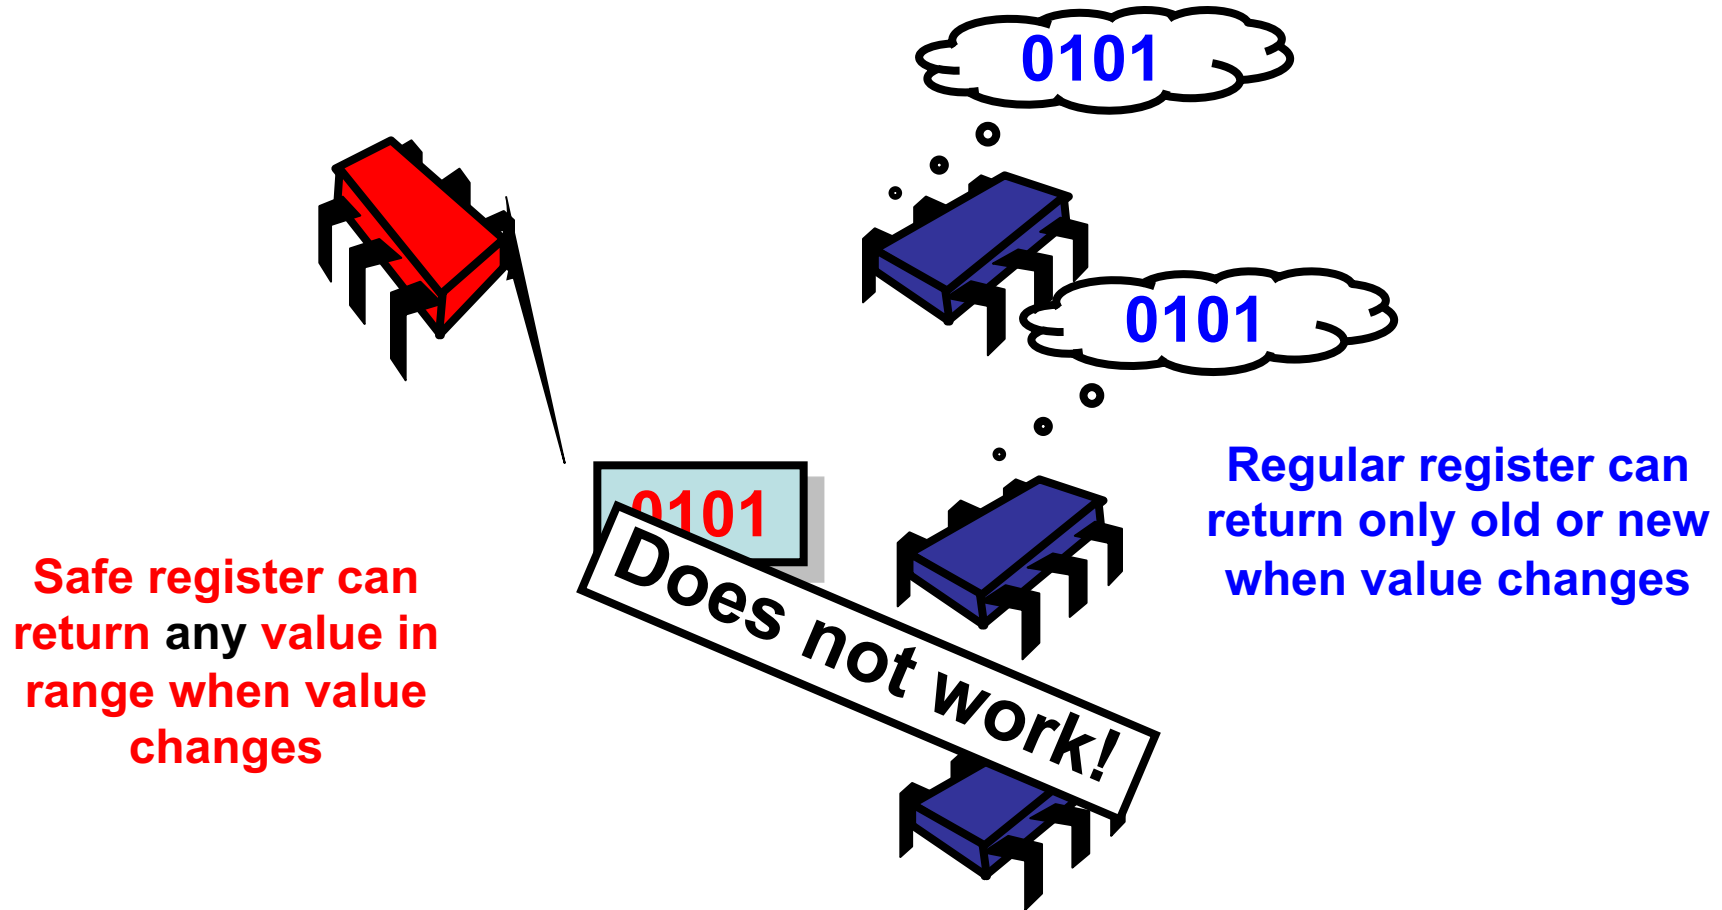 0101
0101
0101
Does not work!
Safe register can
return any value in
range when value
changes
Regular register can
return only old or new
when value changes